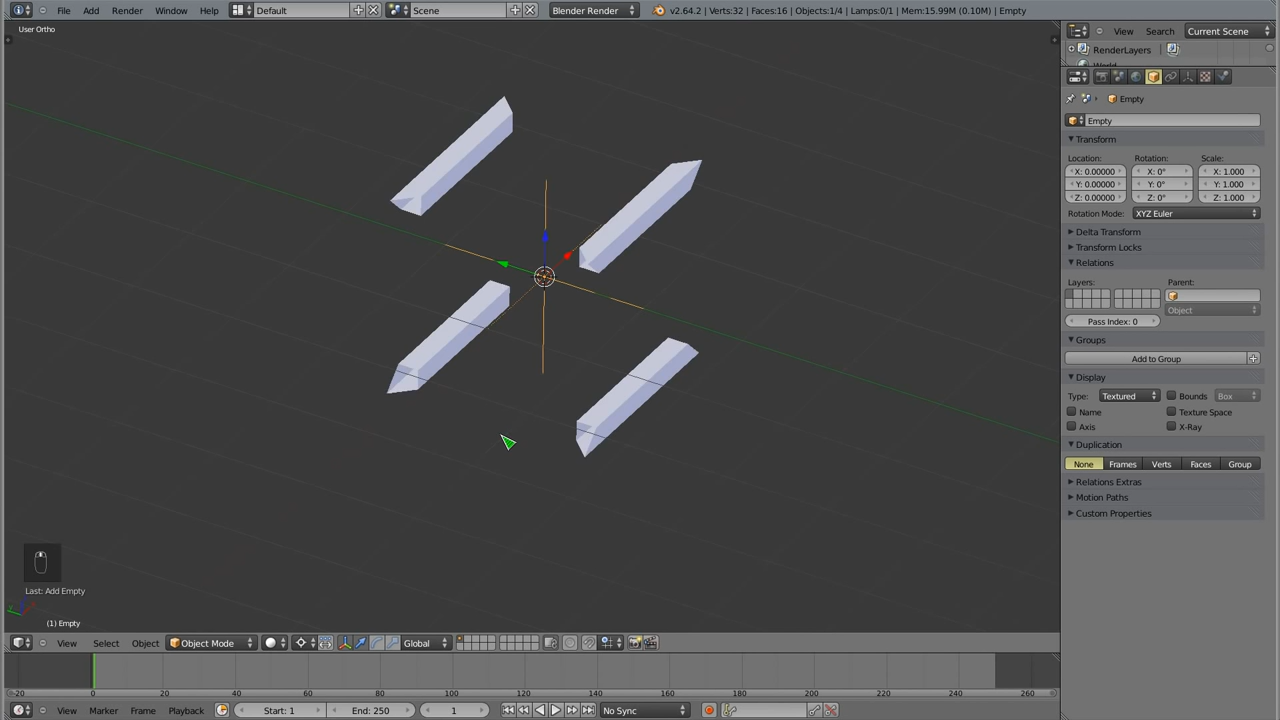 File Add Render Window Help Default Scene Blender Render v2.64.2 | Verts:32 | Faces:16 | Objects:1/4 | Lamps:0/1 | Mem:15.99M (0.10M) | Empty
User Ortho
View Search Current Scene
RenderLayers
World
Empty
Empty
Transform
Location: Rotation: Scale:
X: 0.00000 X: 0° X: 1.000
Y: 0.00000 Y: 0° Y: 1.000
Z: 0.00000 Z: 0° Z: 1.000
Rotation Mode: XYZ Euler
Delta Transform
Transform Locks
Relations
Layers: Parent:
Object
Pass Index: 0
Groups
Add to Group
Display
Type: Textured Bounds Box
Name Texture Space
Axis X-Ray
Duplication
None Frames Verts Faces Group
Relations Extras
Motion Paths
Custom Properties
Last: Add Empty
(1) Empty
View Select Object Object Mode Global
-20 0 20 40 60 80 100 120 140 160 180 200 220 240 260
View Marker Frame Playback Start: 1 End: 250 1 No Sync